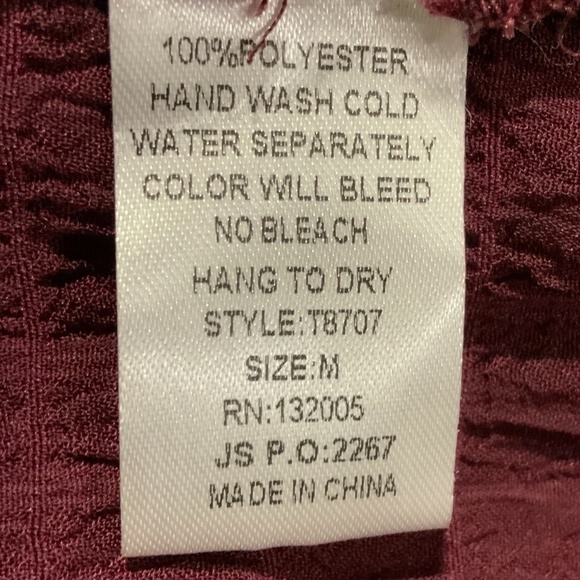 100%POLYESTER
HAND WASH COLD
WATER SEPARATELY
COLOR WILL BLEED
NO BLEACH
HANG TO DRY
STYLE:T8707
SIZE:M
RN:132005
JS P.O:2267
MADE IN CHINA